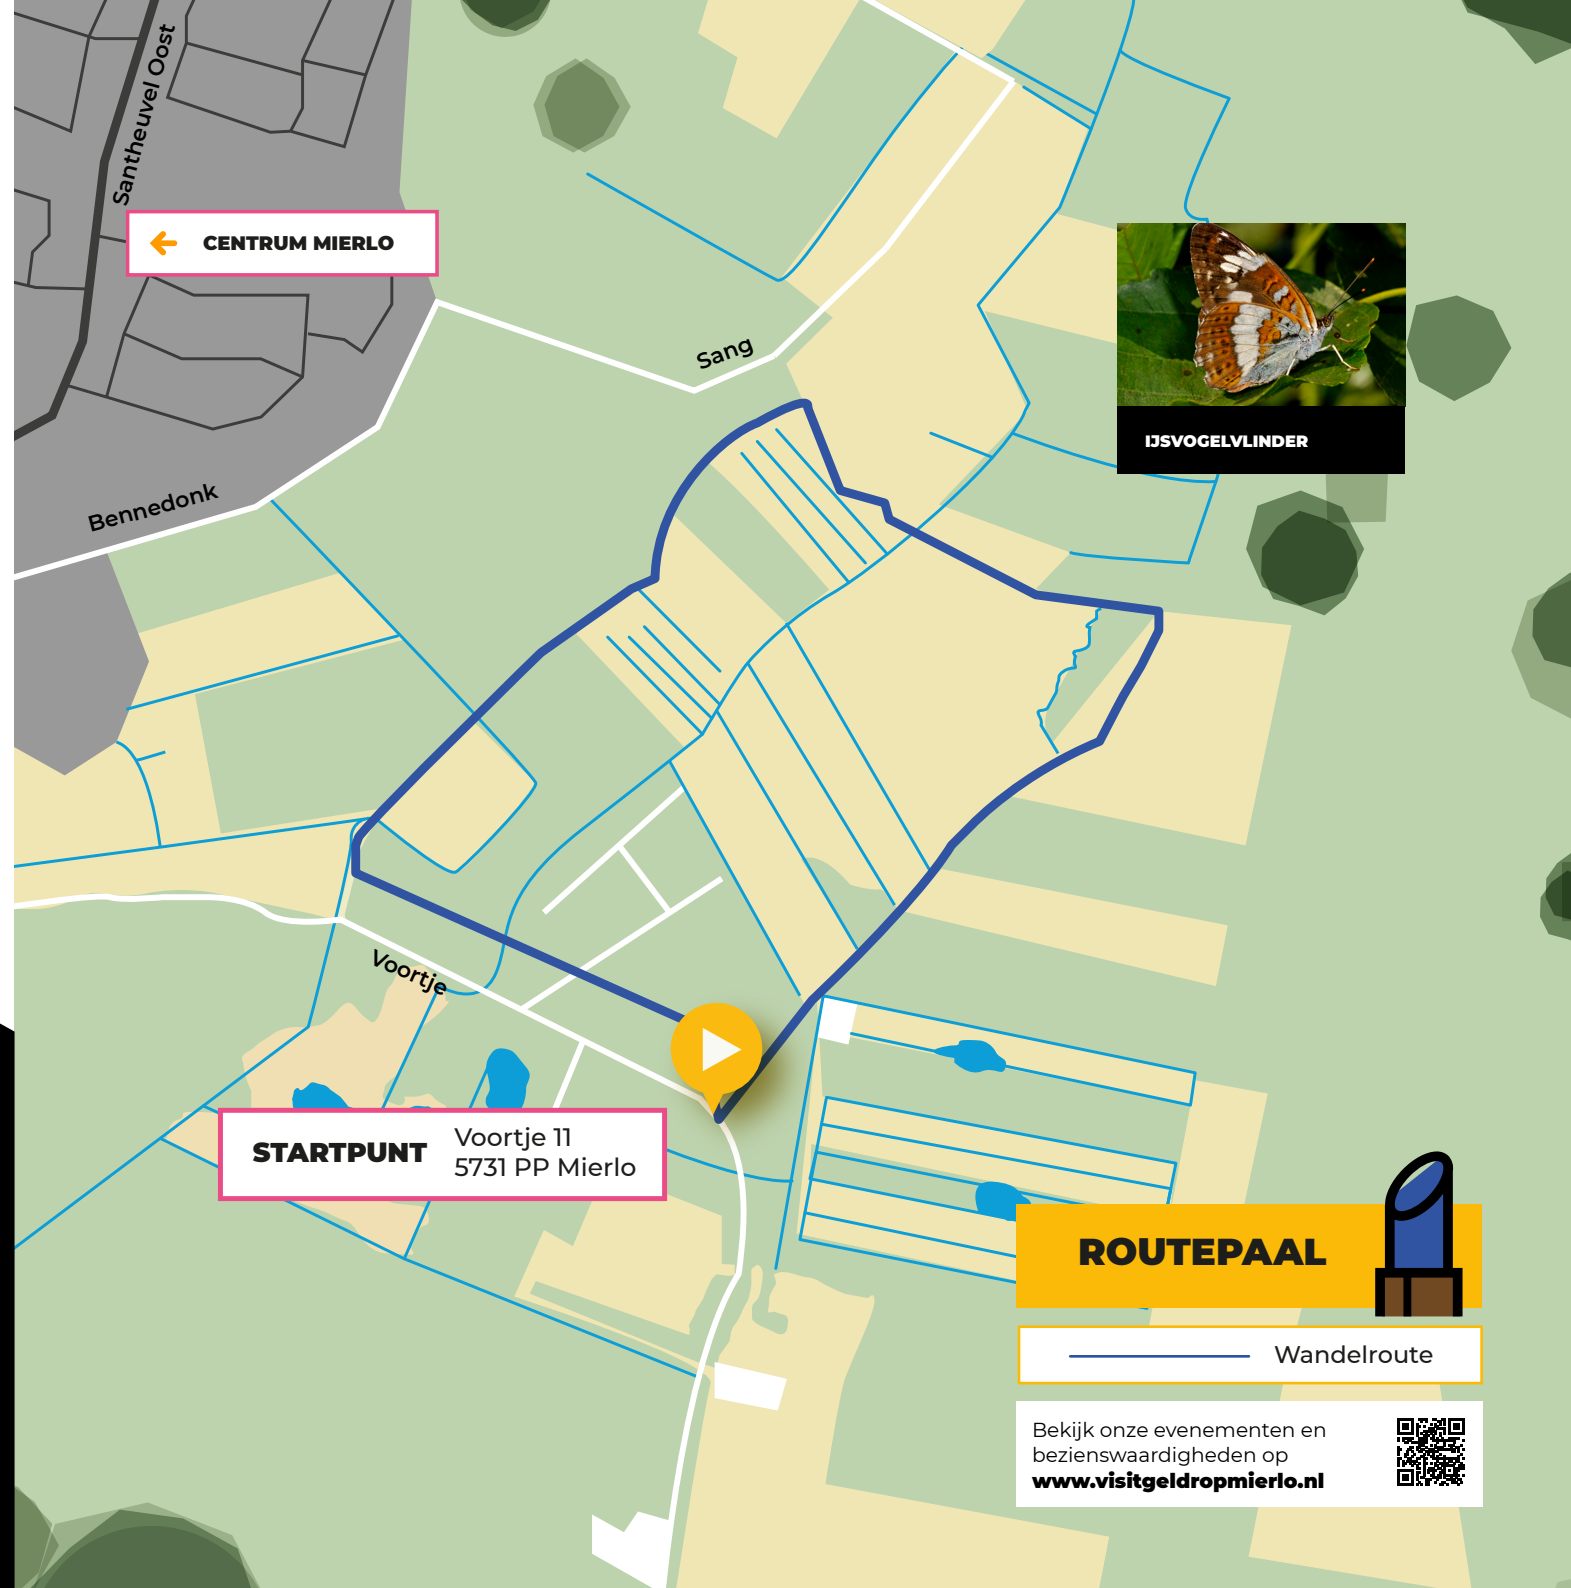 Santheuvel Oost
CENTRUM MIERLO
Sang
IJSVOGELVLINDER
Bennedonk
Voortje
STARTPUNT
Voortje 11
5731 PP Mierlo
ROUTEPAAL
Wandelroute
Bekijk onze evenementen en
bezienswaardigheden op
www.visitgeldropmierlo.nl